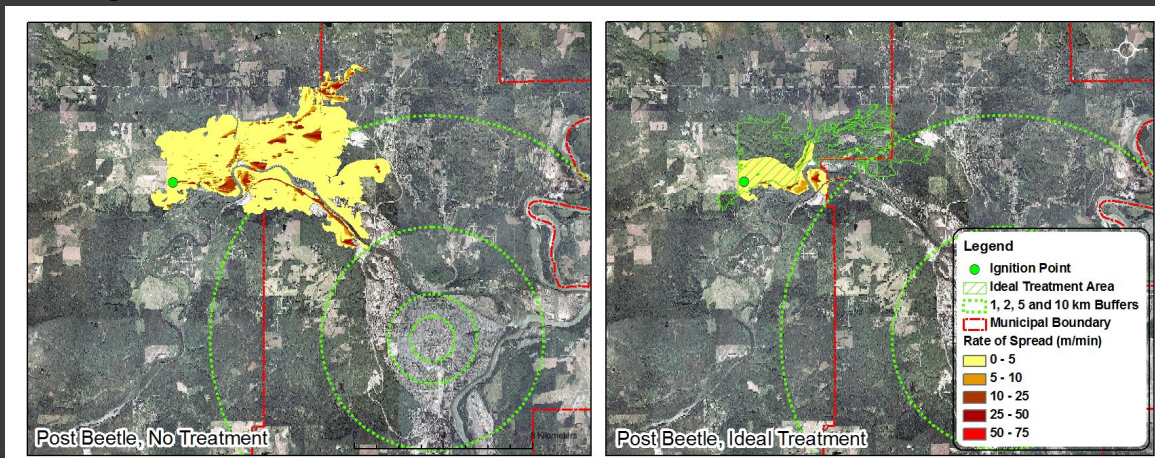 Post Beetle, No Treatment
Kilometers
Post Beetle, Ideal Treatment
Legend
Ignition Point
Ideal Treatment Area
1, 2, 5 and 10 km Buffers
Municipal Boundary
Rate of Spread (m/min)
0 - 5
5 - 10
10 - 25
25 - 50
50 - 75